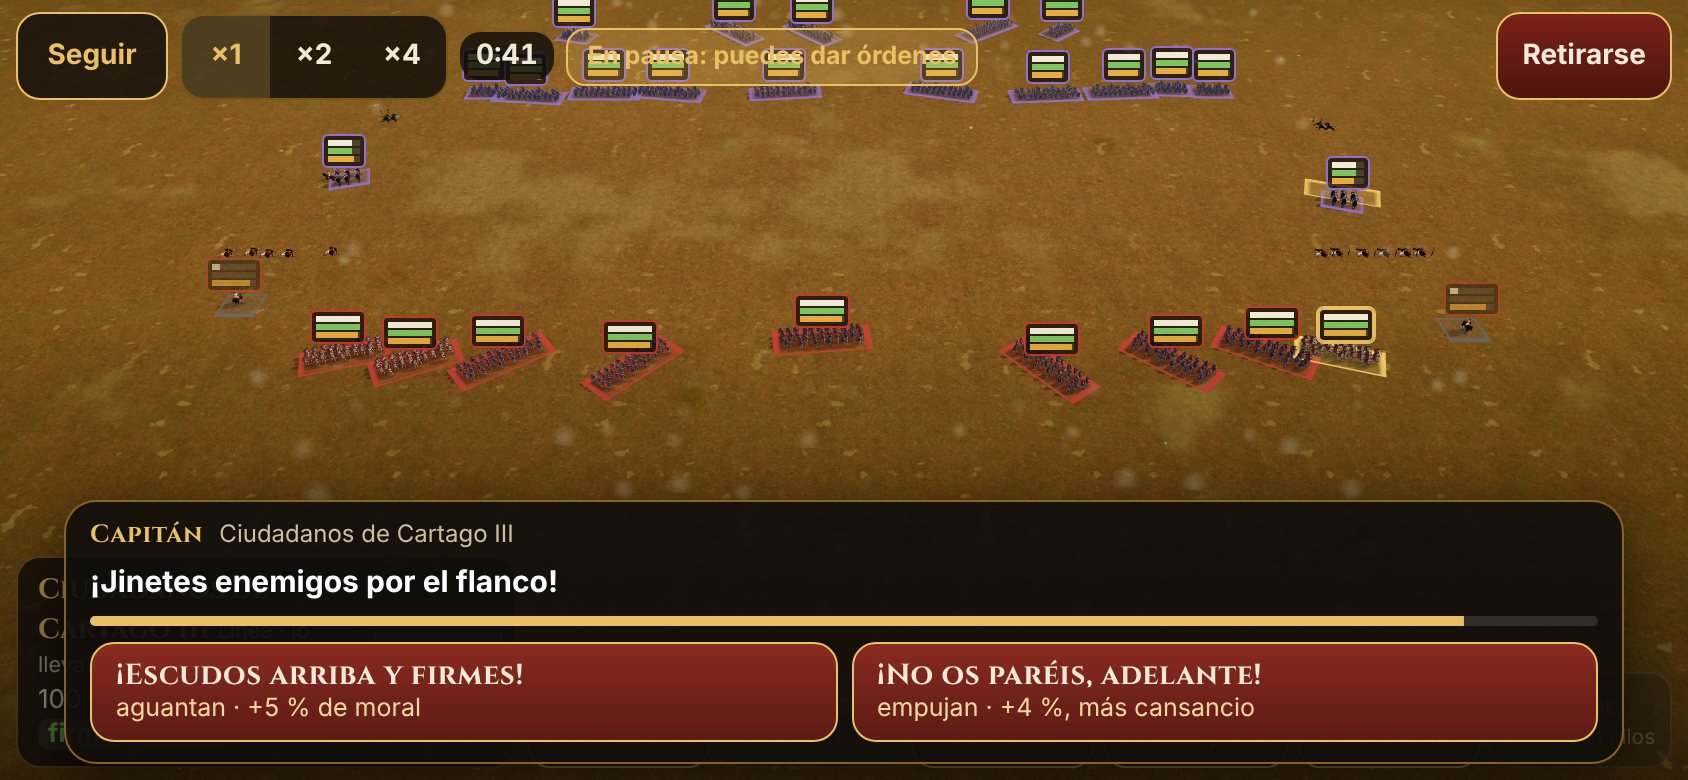 Seguir
×1 ×2 ×4
0:41
En pausa: puedes dar órdenes
Retirarse
Capitán Ciudadanos de Cartago III
¡Jinetes enemigos por el flanco!
¡Escudos arriba y firmes!
aguantan · +5 % de moral
¡No os paréis, adelante!
empujan · +4 %, más cansancio